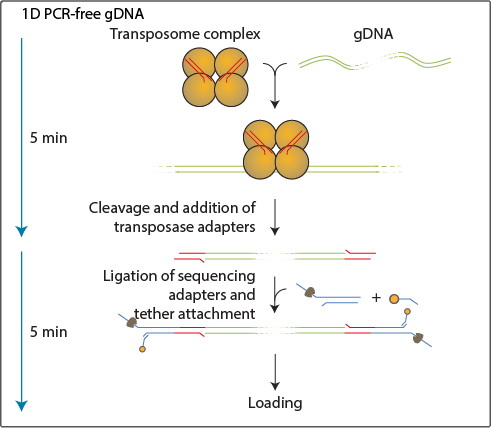 1D PCR-free gDNA
Transposome complex
gDNA
5 min
Cleavage and addition of
transposase adapters
Ligation of sequencing
adapters and
tether attachment
+
5 min
Loading